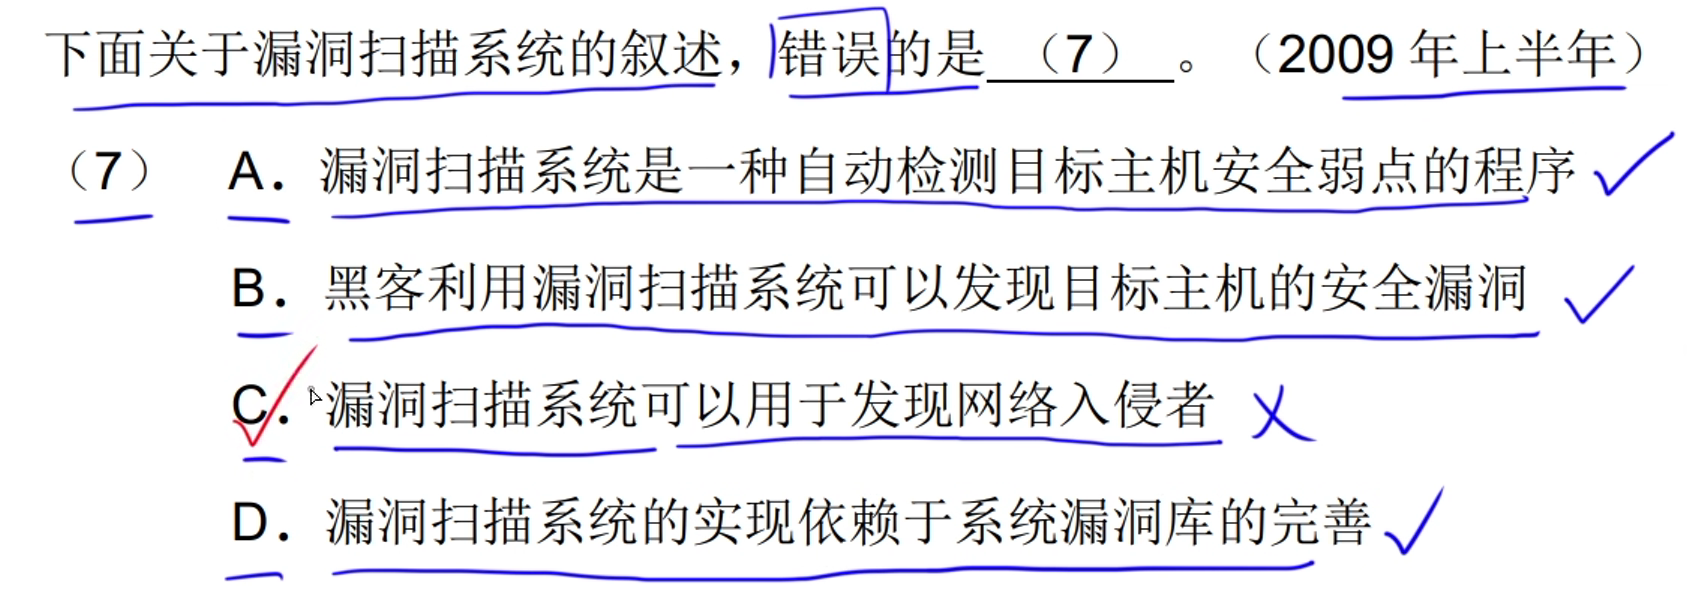 下面关于漏洞扫描系统的叙述，错误的是（7）。（2009 年上半年）
（7） A． 漏洞扫描系统是一种自动检测目标主机安全弱点的程序
B． 黑客利用漏洞扫描系统可以发现目标主机的安全漏洞
C． 漏洞扫描系统可以用于发现网络入侵者
D． 漏洞扫描系统的实现依赖于系统漏洞库的完善